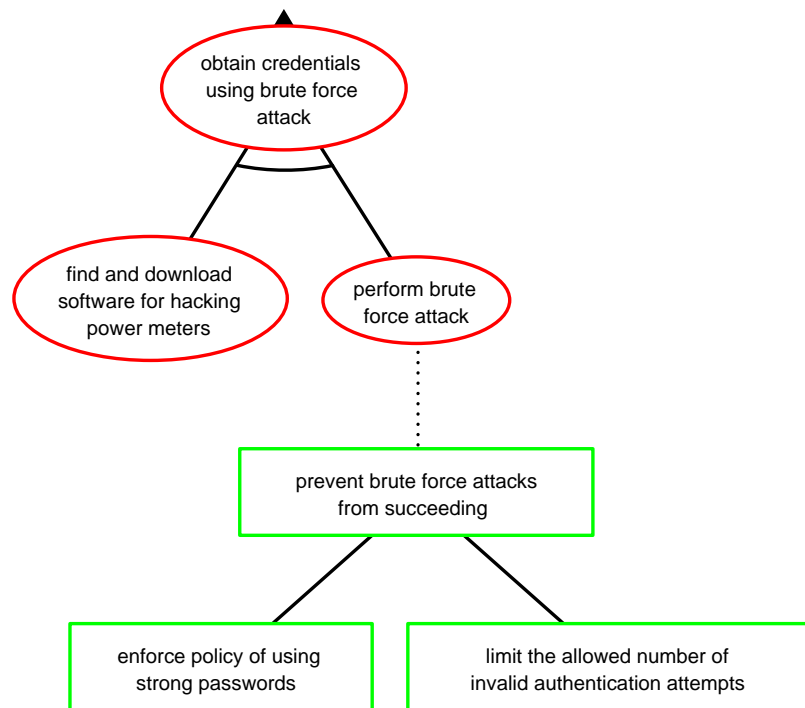 obtain credentials
using brute force
attack
find and download
software for hacking
power meters
perform brute
force attack
prevent brute force attacks
from succeeding
enforce policy of using
strong passwords
limit the allowed number of
invalid authentication attempts